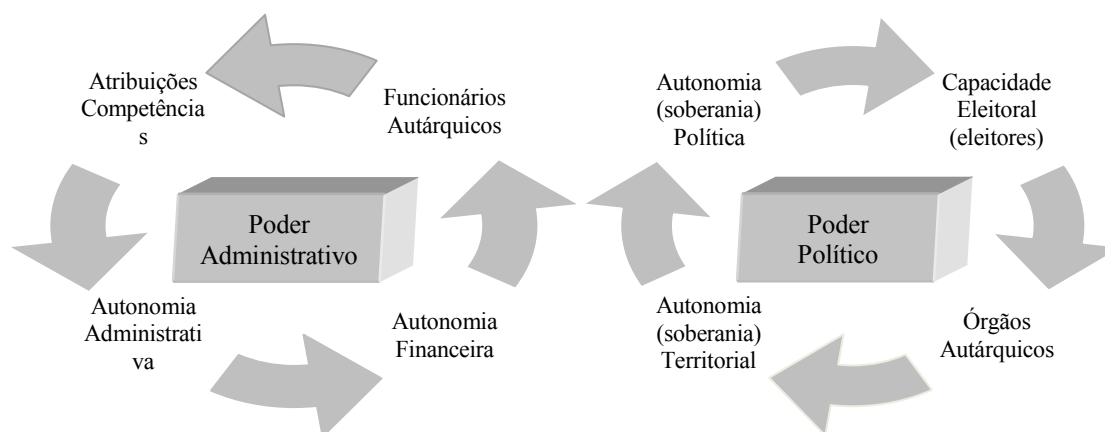 Atribuições
Competência
s
Funcionários
Autárquicos
Poder
Administrativo
Autonomia
Administrati
va
Autonomia
Financeira
Autonomia
(soberania)
Política
Capacidade
Eleitoral
(eleitores)
Poder
Político
Autonomia
(soberania)
Territorial
Órgãos
Autárquicos